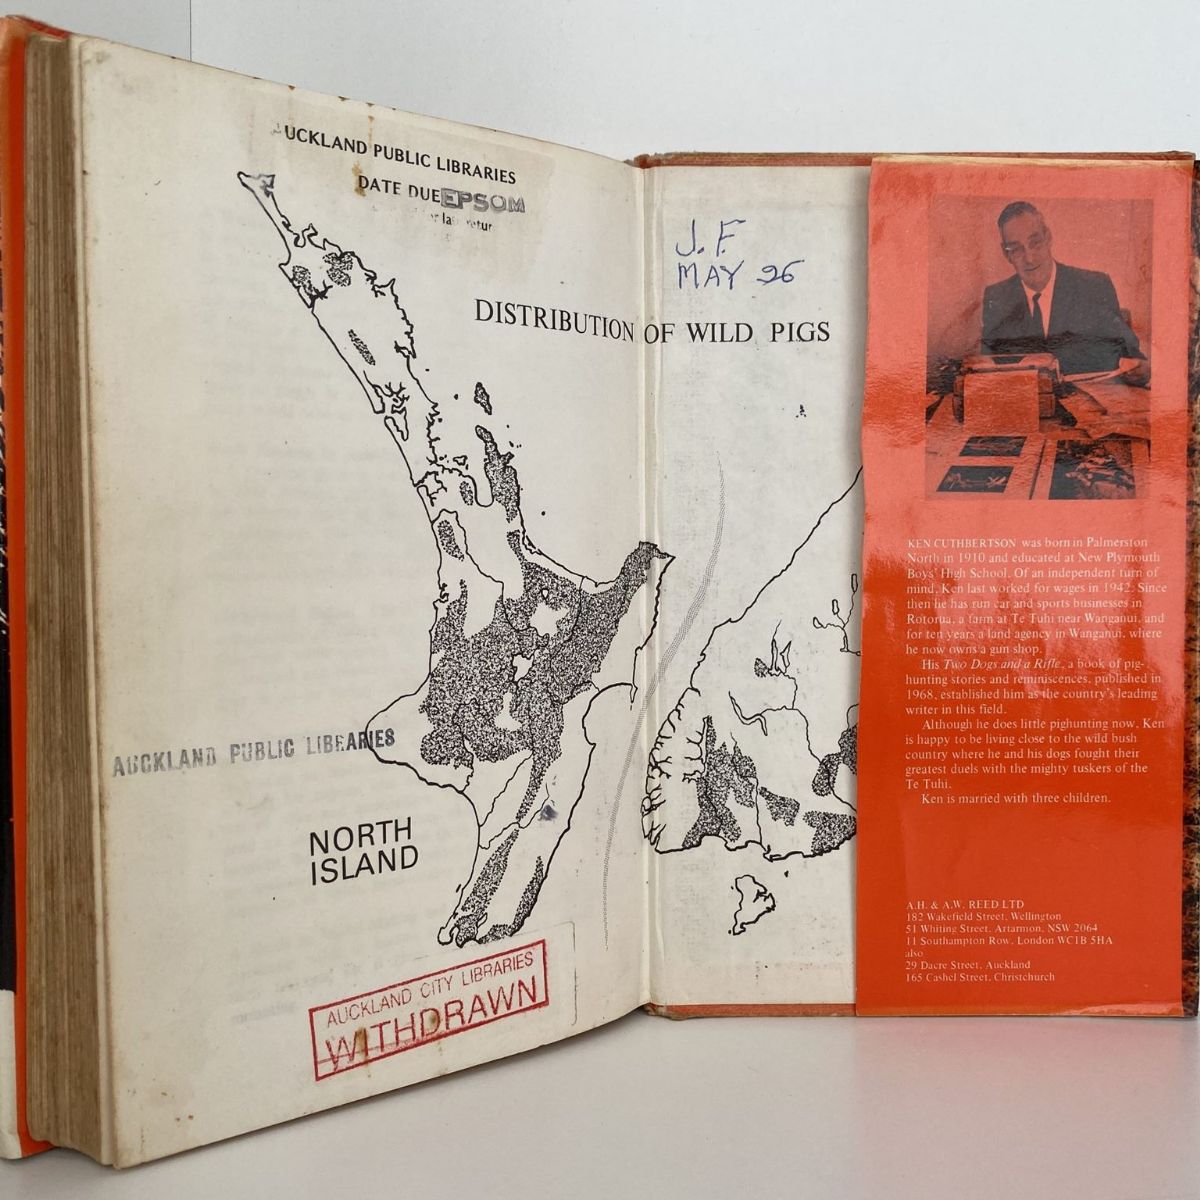 AUCKLAND PUBLIC LIBRARIES
DATE DUE EPSOM
J.F.
MAY 96
DISTRIBUTION OF WILD PIGS
AUCKLAND PUBLIC LIBRARIES
NORTH
ISLAND
AUCKLAND CITY LIBRARIES
WITHDRAWN
KEN CUTHBERTSON was born in Palmerston
North in 1910 and educated at New Plymouth
Boys' High School. Of an independent turn of
mind, Ken last worked for wages in 1942. Since
then he has run car and sports businesses in
Rotorua, a farm at Te Tuhi near Wanganui, and
for ten years a land agency in Wanganui, where
he now owns a gun shop.
His Two Dogs and a Rifle, a book of pig-
hunting stories and reminiscences, published in
1968, established him as the country's leading
writer in this field.
Although he does little pighunting now, Ken
is happy to be living close to the wild bush
country where he and his dogs fought their
greatest duels with the mighty tuskers of the
Te Tuhi.
Ken is married with three children.
A.H. & A.W. REED LTD
182 Wakefield Street, Wellington
51 Whiting Street, Artarmon, NSW 2064
11 Southampton Row, London WC1B 5HA
also
29 Dacre Street, Auckland
165 Cashel Street, Christchurch